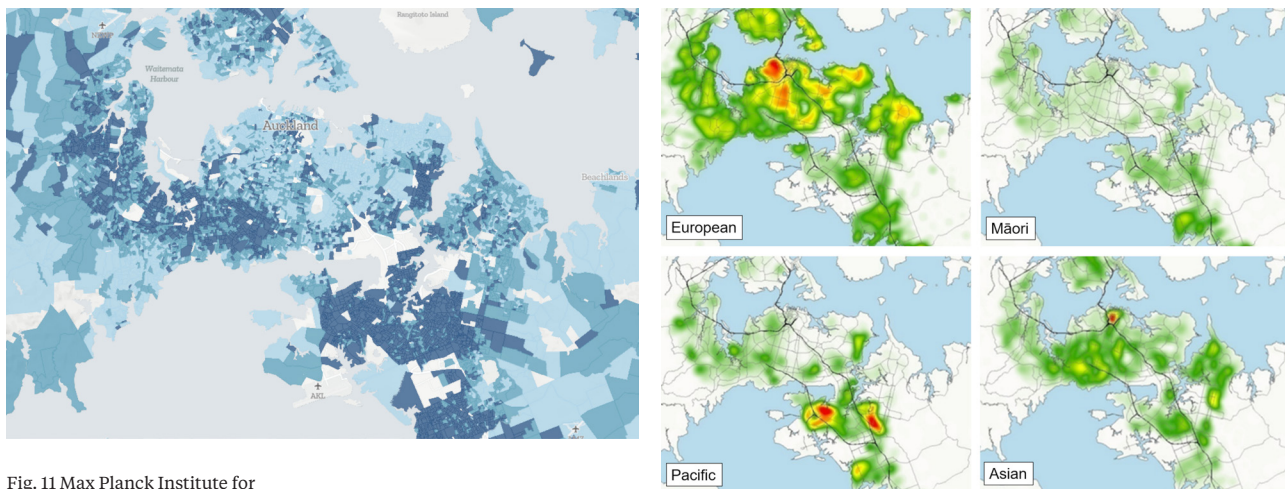 Rangitoto Island
Waitemata
Harbour
Auckland
Beachlands
AKL
European
Māori
Pacific
Asian
Fig. 11 Max Planck Institute for